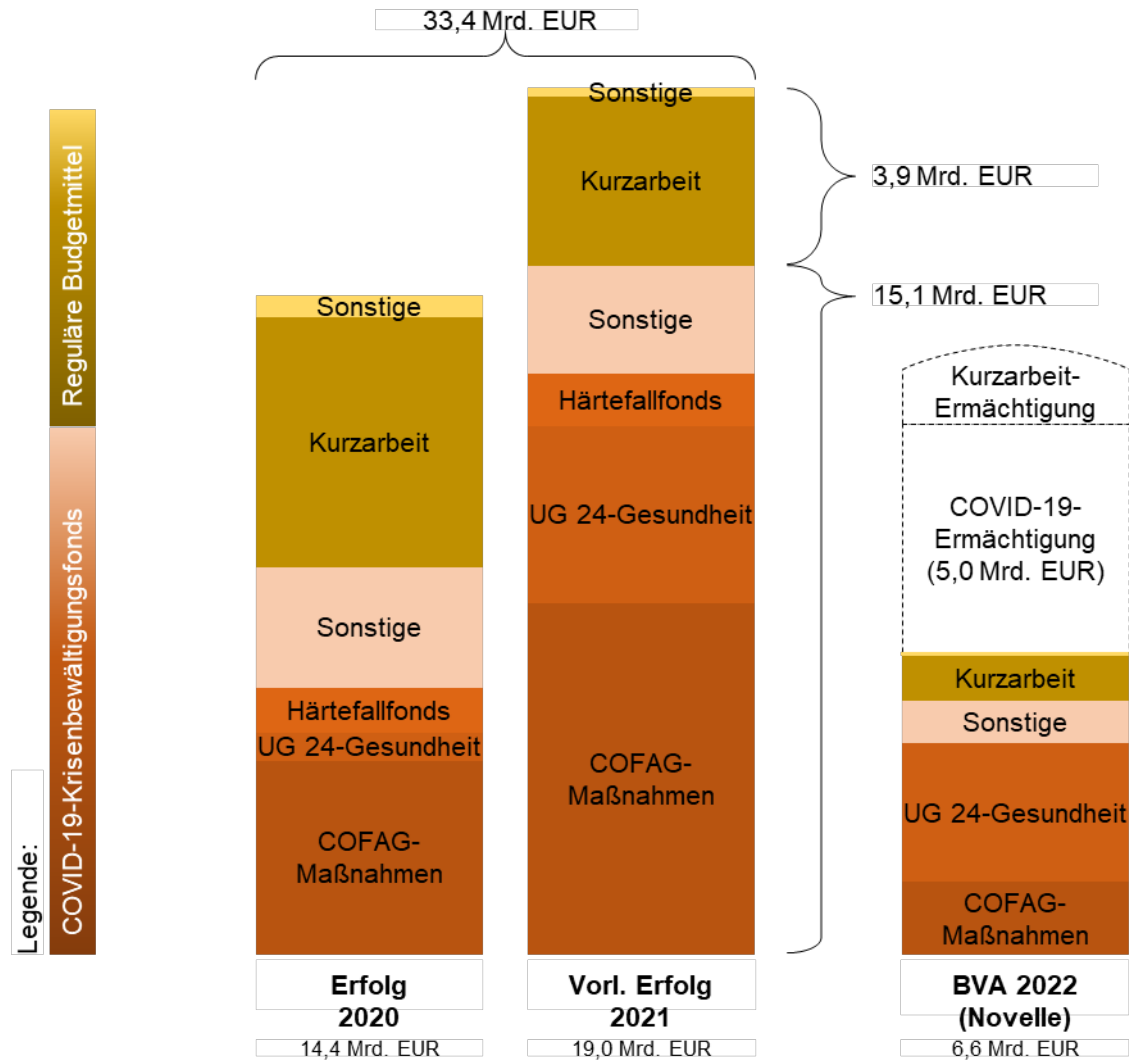 33,4 Mrd. EUR
Legende:
Reguläre Budgetmittel
COVID-19-Krisenbewältigungsfonds
Sonstige
Kurzarbeit
Sonstige
Härtefallfonds
UG 24-Gesundheit
COFAG-
Maßnahmen
Erfolg
2020
14,4 Mrd. EUR
Sonstige
Kurzarbeit
Sonstige
Härtefallfonds
UG 24-Gesundheit
COFAG-
Maßnahmen
Vorl. Erfolg
2021
19,0 Mrd. EUR
3,9 Mrd. EUR
15,1 Mrd. EUR
Kurzarbeit-
Ermächtigung
COVID-19-
Ermächtigung
(5,0 Mrd. EUR)
Kurzarbeit
Sonstige
UG 24-Gesundheit
COFAG-
Maßnahmen
BVA 2022
(Novelle)
6,6 Mrd. EUR